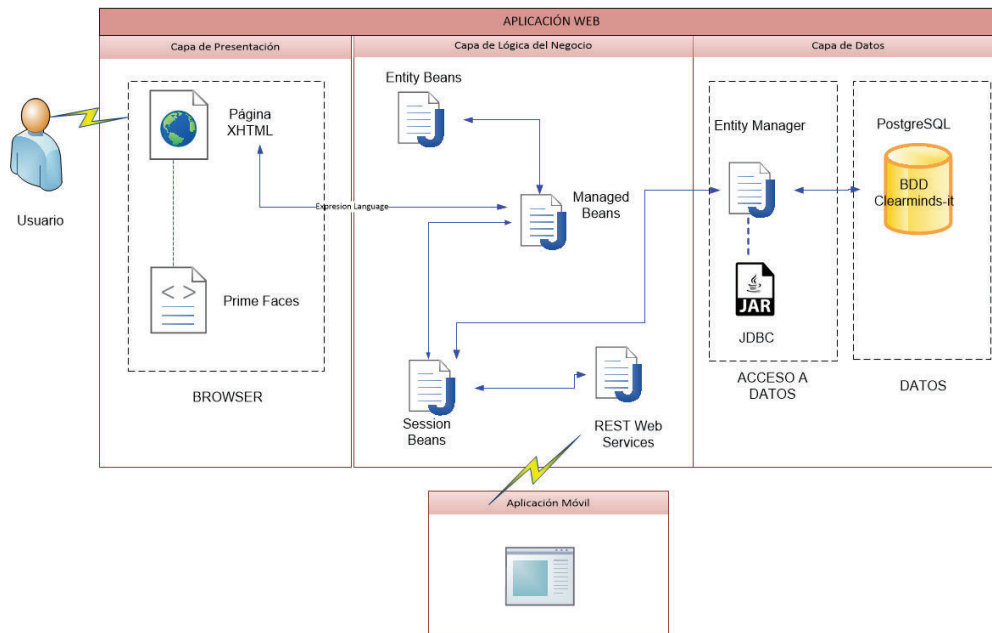 APLICACIÓN WEB
Capa de Presentación
Capa de Lógica del Negocio
Capa de Datos
Usuario
Página
XHTML
Prime Faces
BROWSER
Expresion Language
Entity Beans
Managed
Beans
Session
Beans
REST Web
Services
Entity Manager
JAR
JDBC
ACCESO A
DATOS
PostgreSQL
BDD
Clearminds-it
DATOS
Aplicación Móvil